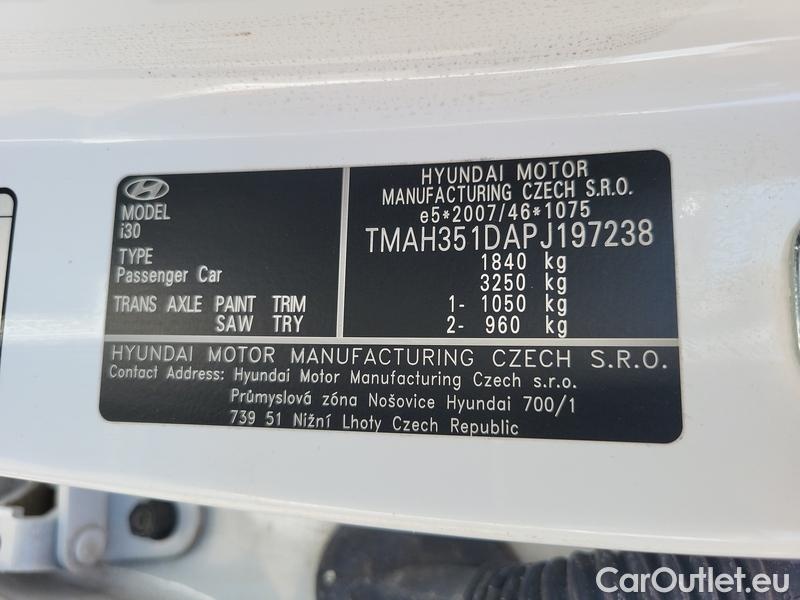 HYUNDAI MOTOR
MANUFACTURING CZECH S.R.O.
e5*2007/46*1075
TMAH351DAPJ197238
1840 kg
3250 kg
1- 1050 kg
2- 960 kg
MODEL
i30
TYPE
Passenger Car
TRANS AXLE PAINT TRIM
SAW TRY
HYUNDAI MOTOR MANUFACTURING CZECH S.R.O.
Contact Address: Hyundai Motor Manufacturing Czech s.r.o.
Průmyslová zóna Nošovice Hyundai 700/1
739 51 Nižní Lhoty Czech Republic
CarOutlet.eu